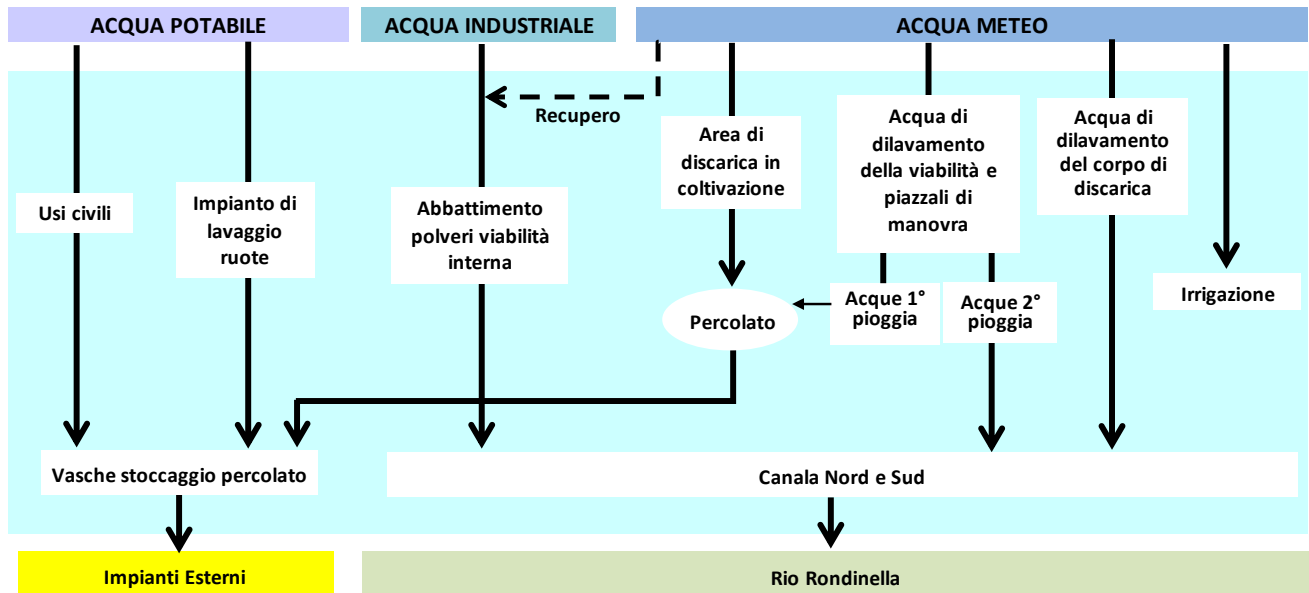 ACQUA POTABILE
ACQUA INDUSTRIALE
ACQUA METEO
Recupero
Usi civili
Impianto di
lavaggio
ruote
Abbattimento
polveri viabilità
interna
Area di
discarica in
coltivazione
Acqua di
dilavamento
della viabilità e
piazzali di
manovra
Acqua di
dilavamento
del corpo di
discarica
Irrigazione
Percolato
Acque 1°
pioggia
Acque 2°
pioggia
Vasche stoccaggio percolato
Canala Nord e Sud
Impianti Esterni
Rio Rondinella